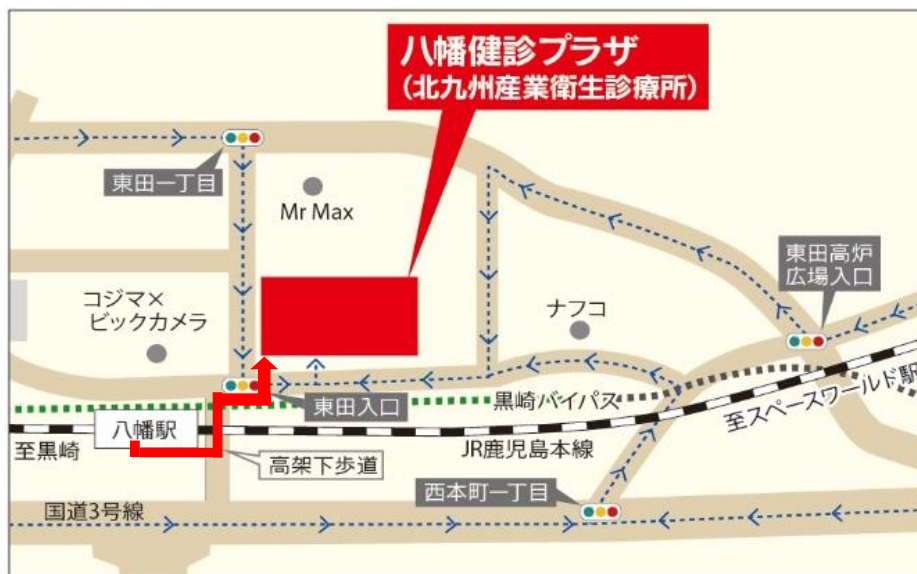 八幡健診プラザ
(北九州産業衛生診療所)
東田一丁目
Mr Max
東田高炉
広場入口
コジマ×
ビックカメラ
ナフコ
東田入口
黒崎バイパス
至スペースワールド駅
八幡駅
至黒崎
JR鹿児島本線
高架下歩道
西本町一丁目
国道3号線